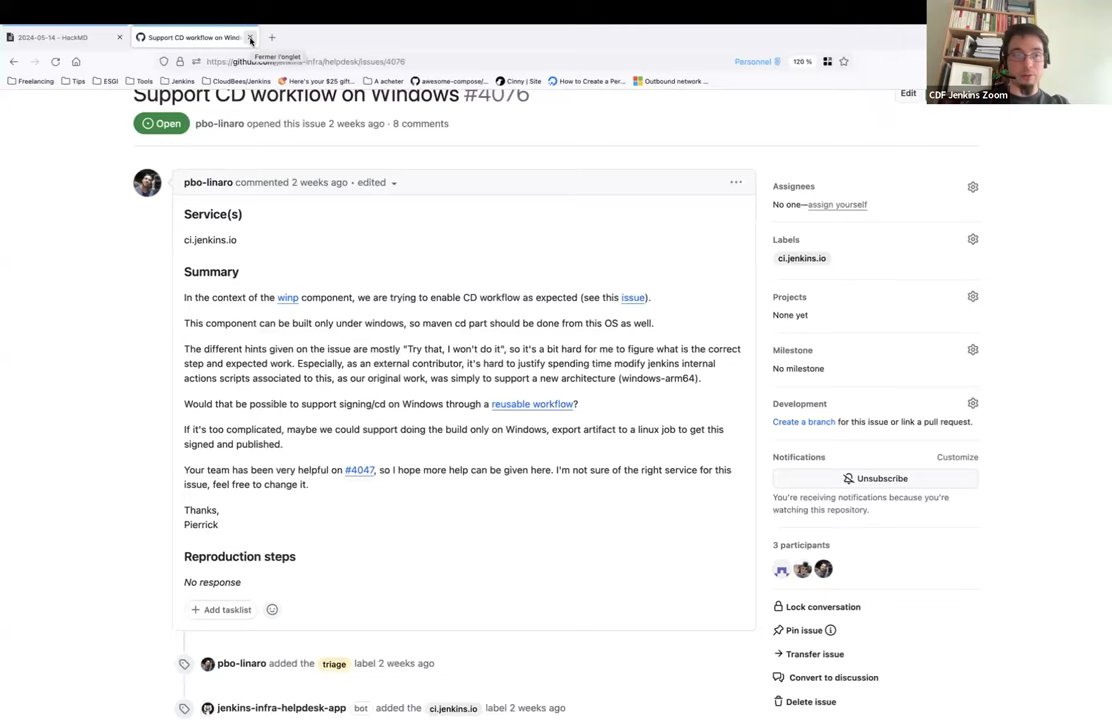 2024-05-14 - HackMD
Support CD workflow on Wind
Fermer l'onglet
https://github.com/jenkins-infra/helpdesk/issues/4076
Personnel
120 %
Freelancing
Tips
ESGI
Tools
Jenkins
CloudBees/Jenkins
Here's your $25 gift...
A acheter
awesome-compose/...
Cinny | Site
How to Create a Per...
Outbound network ...
CDF Jenkins Zoom
Support CD workflow on Windows #4076
Edit
Open
pbo-linaro opened this issue 2 weeks ago · 8 comments
pbo-linaro commented 2 weeks ago • edited
Service(s)
ci.jenkins.io
Summary
In the context of the winp component, we are trying to enable CD workflow as expected (see this issue).
This component can be built only under windows, so maven cd part should be done from this OS as well.
The different hints given on the issue are mostly "Try that, I won't do it", so it's a bit hard for me to figure what is the correct
step and expected work. Especially, as an external contributor, it's hard to justify spending time modify jenkins internal
actions scripts associated to this, as our original work, was simply to support a new architecture (windows-arm64).
Would that be possible to support signing/cd on Windows through a reusable workflow?
If it's too complicated, maybe we could support doing the build only on Windows, export artifact to a linux job to get this
signed and published.
Your team has been very helpful on #4047, so I hope more help can be given here. I'm not sure of the right service for this
issue, feel free to change it.
Thanks,
Pierrick
Reproduction steps
No response
Add tasklist
pbo-linaro added the triage label 2 weeks ago
jenkins-infra-helpdesk-app bot added the ci.jenkins.io label 2 weeks ago
Assignees
No one—assign yourself
Labels
ci.jenkins.io
Projects
None yet
Milestone
No milestone
Development
Create a branch for this issue or link a pull request.
Notifications
Customize
Unsubscribe
You're receiving notifications because you're
watching this repository.
3 participants
Lock conversation
Pin issue
Transfer issue
Convert to discussion
Delete issue